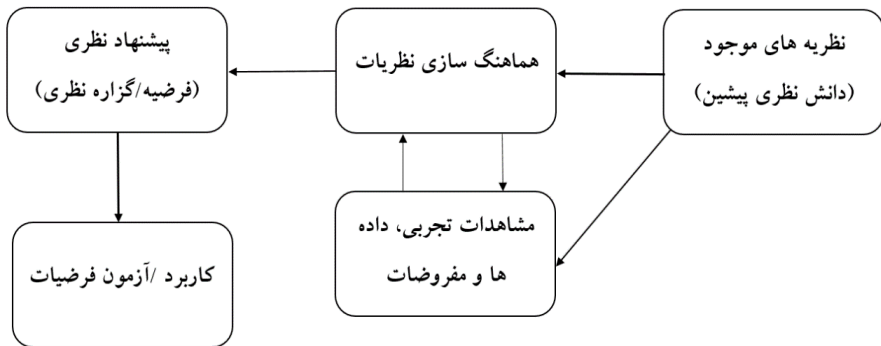 نظریه های موجود
(دانش نظری پیشین)
هماهنگ سازی نظریات
پیشنهاد نظری
(فرضیه/گزاره نظری)
مشاهدات تجربی، داده
ها و مفروضات
کاربرد /آزمون فرضیات